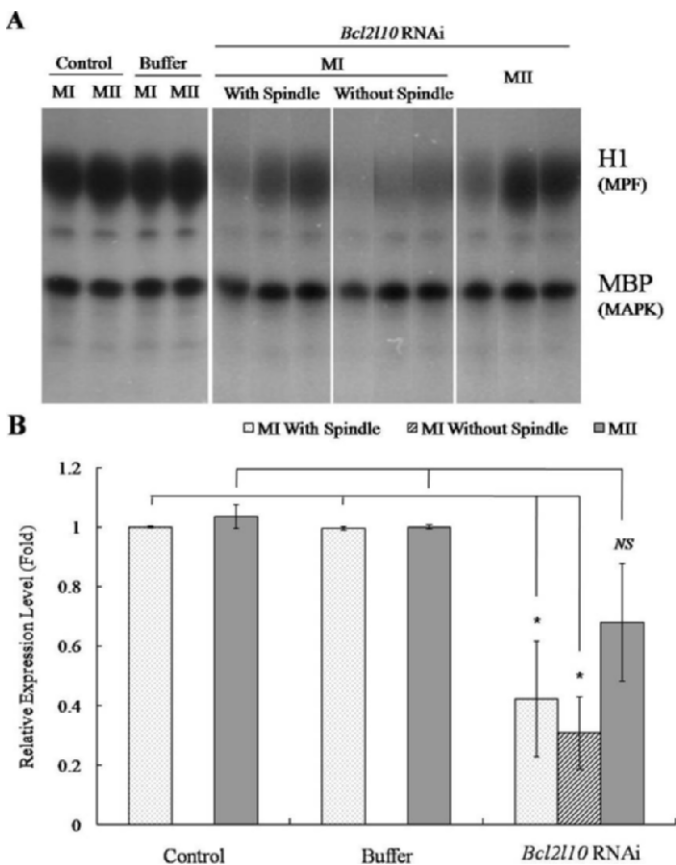 A
Bcl2l10 RNAi
Control Buffer MI MII
MI MII MI MII With Spindle Without Spindle
H1
(MPF)
MBP
(MAPK)
B
MI With Spindle MI Without Spindle MII
1.2
1
0.8
0.6
0.4
0.2
0
Relative Expression Level (Fold)
NS
*
*
Control Buffer Bcl2l10 RNAi